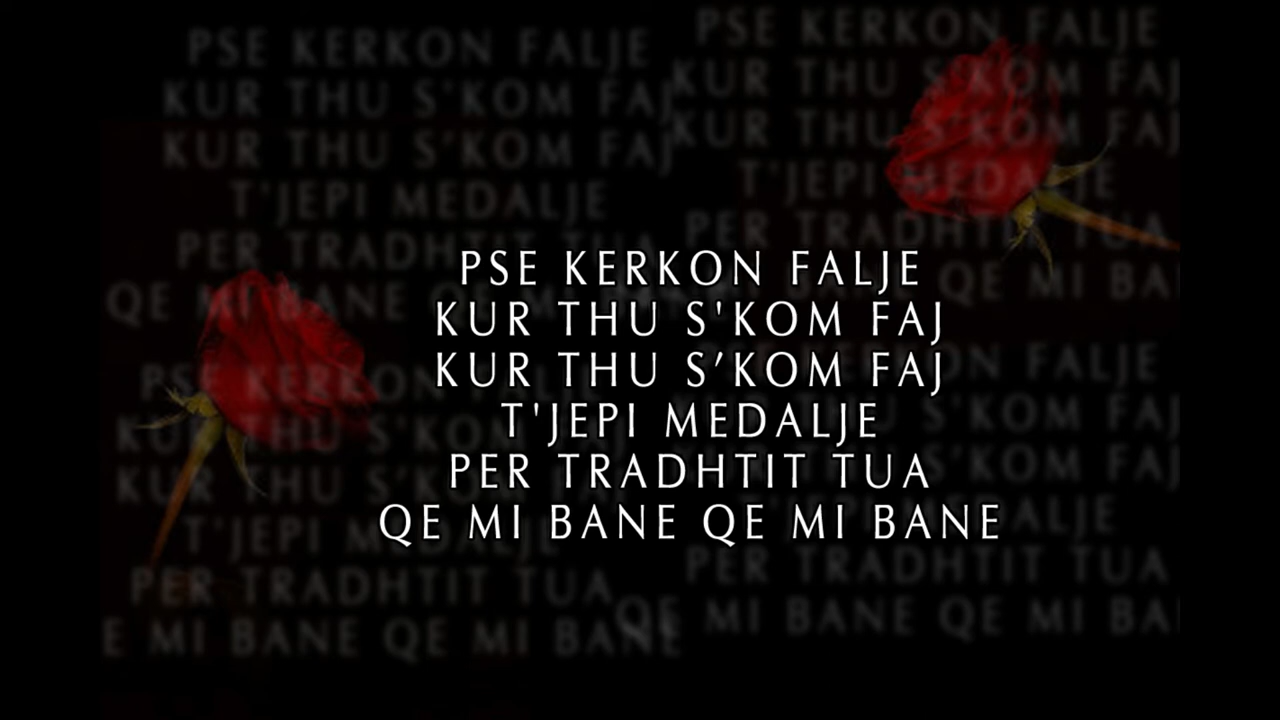 PSE KERKON FALJE
KUR THU S'KOM FAJ
KUR THU S’KOM FAJ
T'JEPI MEDALJE
PER TRADHTIT TUA
QE MI BANE QE MI BANE